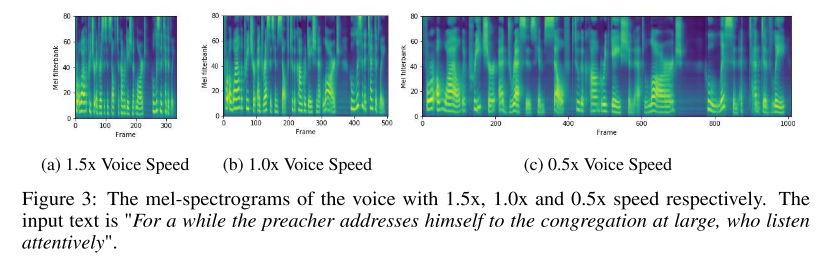 80
60
40
20
0
Mel filterbank
0 100 200 300
Frame
80
60
40
20
0
Mel filterbank
0 100 200 300 400 500
Frame
80
60
40
20
0
Mel filterbank
0 200 400 600 800 1000
Frame
(a) 1.5x Voice Speed
(b) 1.0x Voice Speed
(c) 0.5x Voice Speed
Figure 3: The mel-spectrograms of the voice with 1.5x, 1.0x and 0.5x speed respectively. The
input text is "For a while the preacher addresses himself to the congregation at large, who listen
attentively".